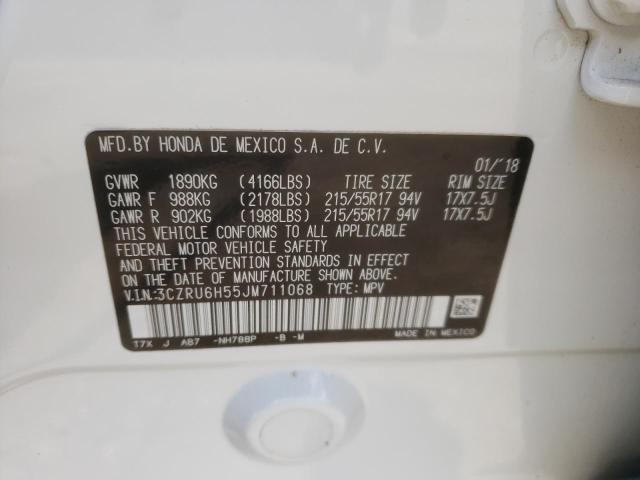 MFD.BY HONDA DE MEXICO S.A. DE C.V.
01/'18
GVWR 1890KG (4166LBS) TIRE SIZE RIM SIZE
GAWR F 988KG (2178LBS) 215/55R17 94V 17X7.5J
GAWR R 902KG (1988LBS) 215/55R17 94V 17X7.5J
THIS VEHICLE CONFORMS TO ALL APPLICABLE
FEDERAL MOTOR VEHICLE SAFETY
AND THEFT PREVENTION STANDARDS IN EFFECT
ON THE DATE OF MANUFACTURE SHOWN ABOVE.
V.I.N:3CZRU6H55JM711068 TYPE: MPV
T7X J AB7 -NH788P -B -M MADE IN MEXICO